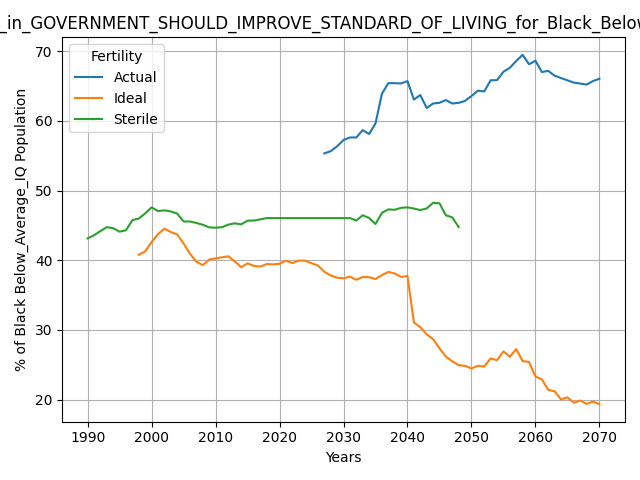 _in_GOVERNMENT_SHOULD_IMPROVE_STANDARD_OF_LIVING_for_Black_Below
Fertility
Actual
Ideal
Sterile
% of Black Below_Average_IQ Population
70
60
50
40
30
20
1990 2000 2010 2020 2030 2040 2050 2060 2070
Years